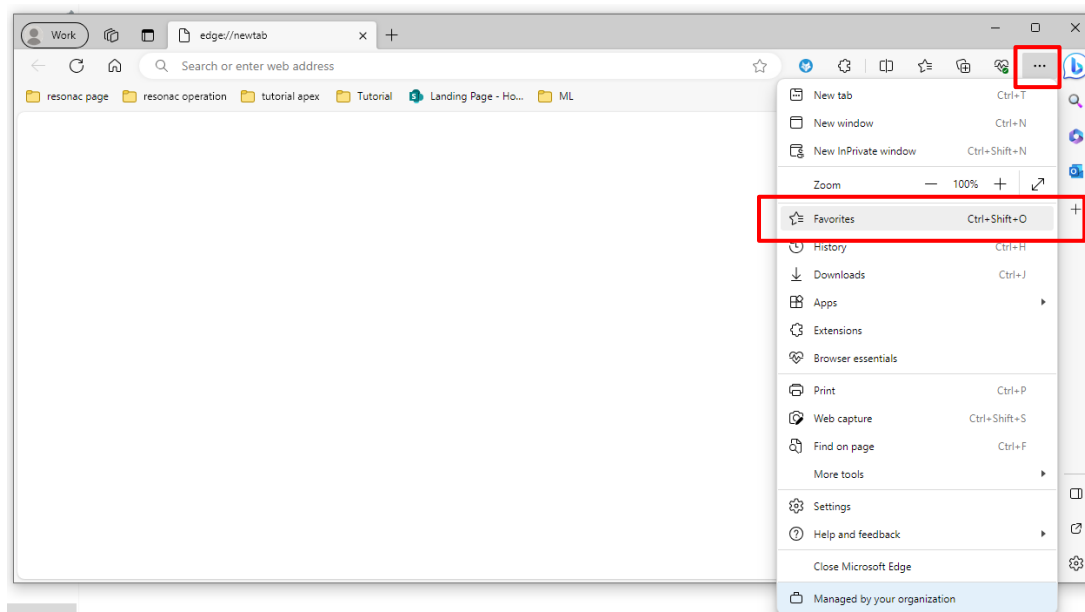 Work
edge://newtab
Search or enter web address
resonac page
resonac operation
tutorial apex
Tutorial
Landing Page - Ho...
ML
New tab Ctrl+T
New window Ctrl+N
New InPrivate window Ctrl+Shift+N
Zoom 100%
Favorites Ctrl+Shift+O
History Ctrl+H
Downloads Ctrl+J
Apps
Extensions
Browser essentials
Print Ctrl+P
Web capture Ctrl+Shift+S
Find on page Ctrl+F
More tools
Settings
Help and feedback
Close Microsoft Edge
Managed by your organization